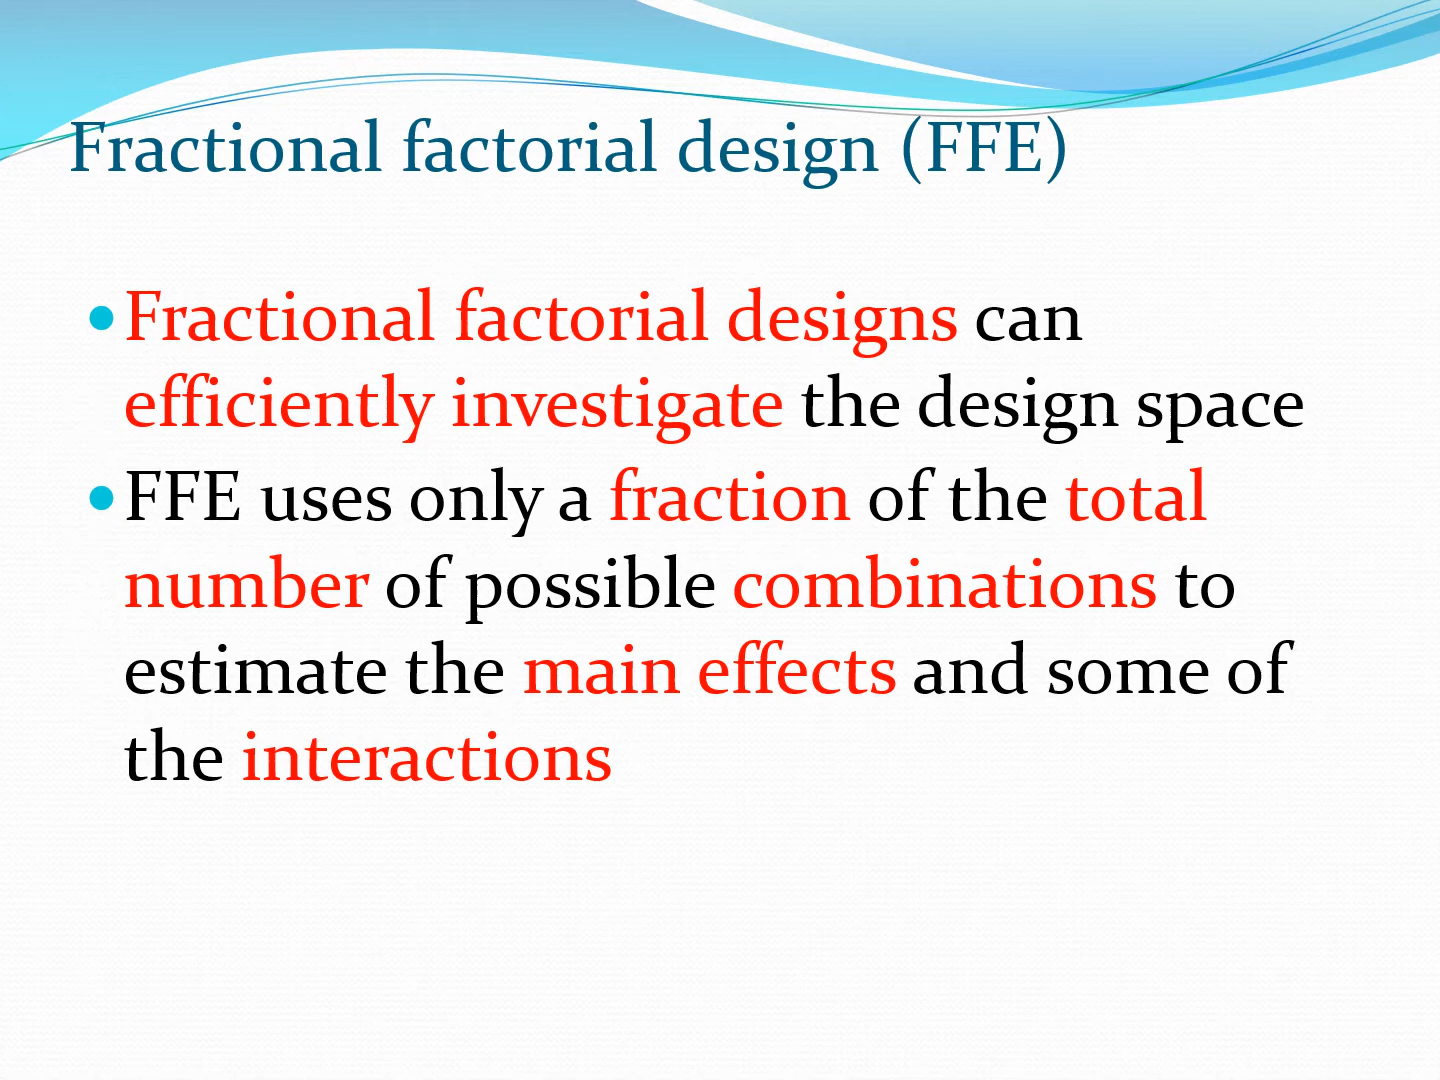 Fractional factorial design (FFE)
•Fractional factorial designs can
efficiently investigate the design space
•FFE uses only a fraction of the total
number of possible combinations to
estimate the main effects and some of
the interactions